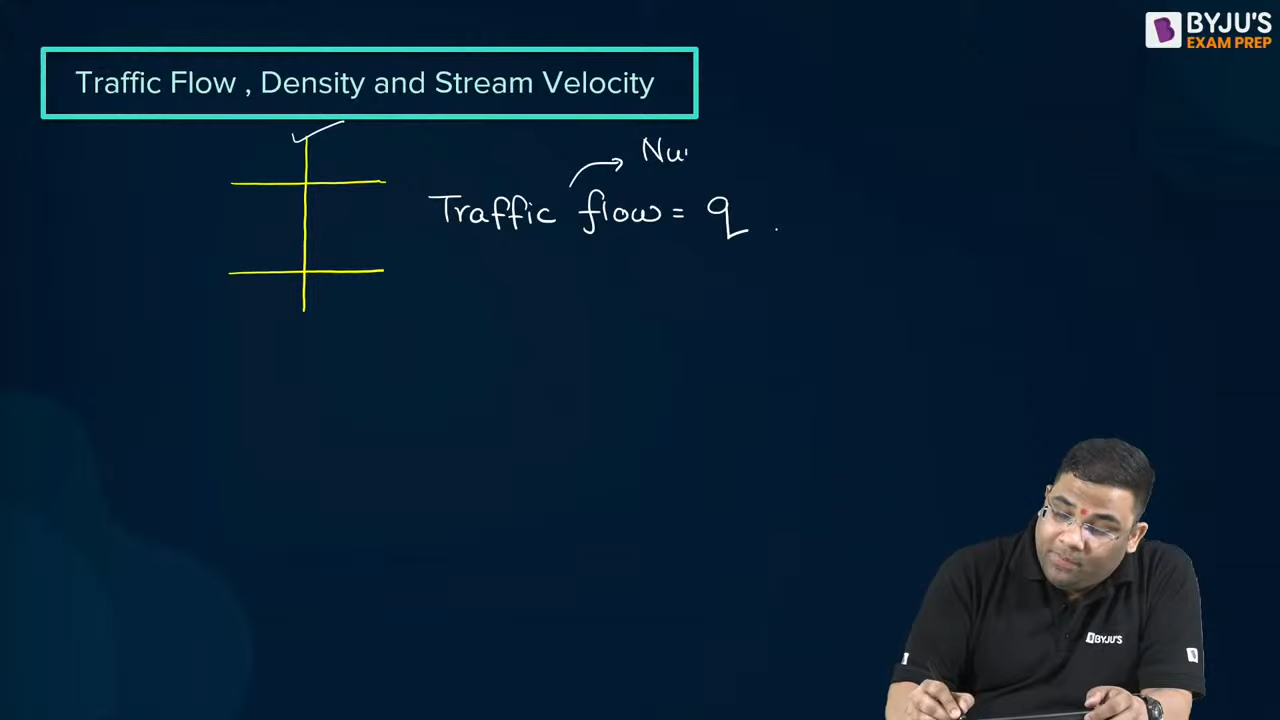 BYJU'S
EXAM PREP
Traffic Flow , Density and Stream Velocity
Nu
Traffic flow = q
BYJU'S